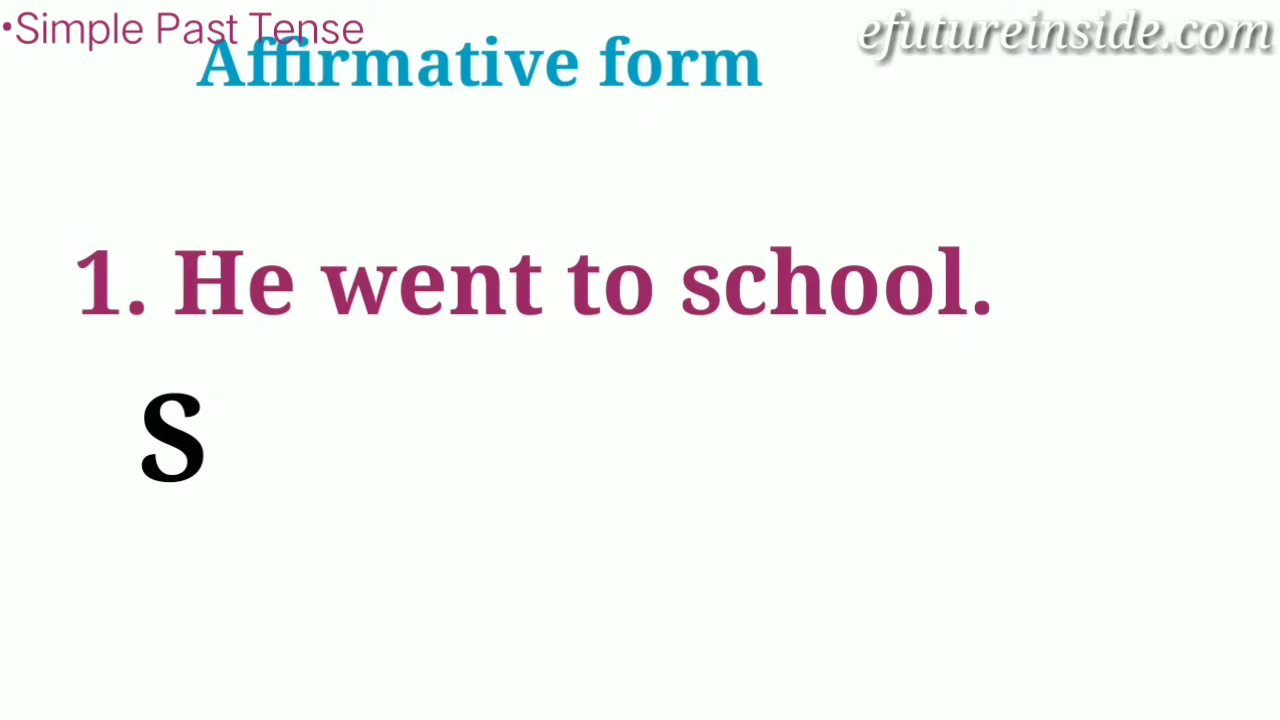 •Simple Past Tense
efutureinside.com
Affirmative form
1. He went to school.
S